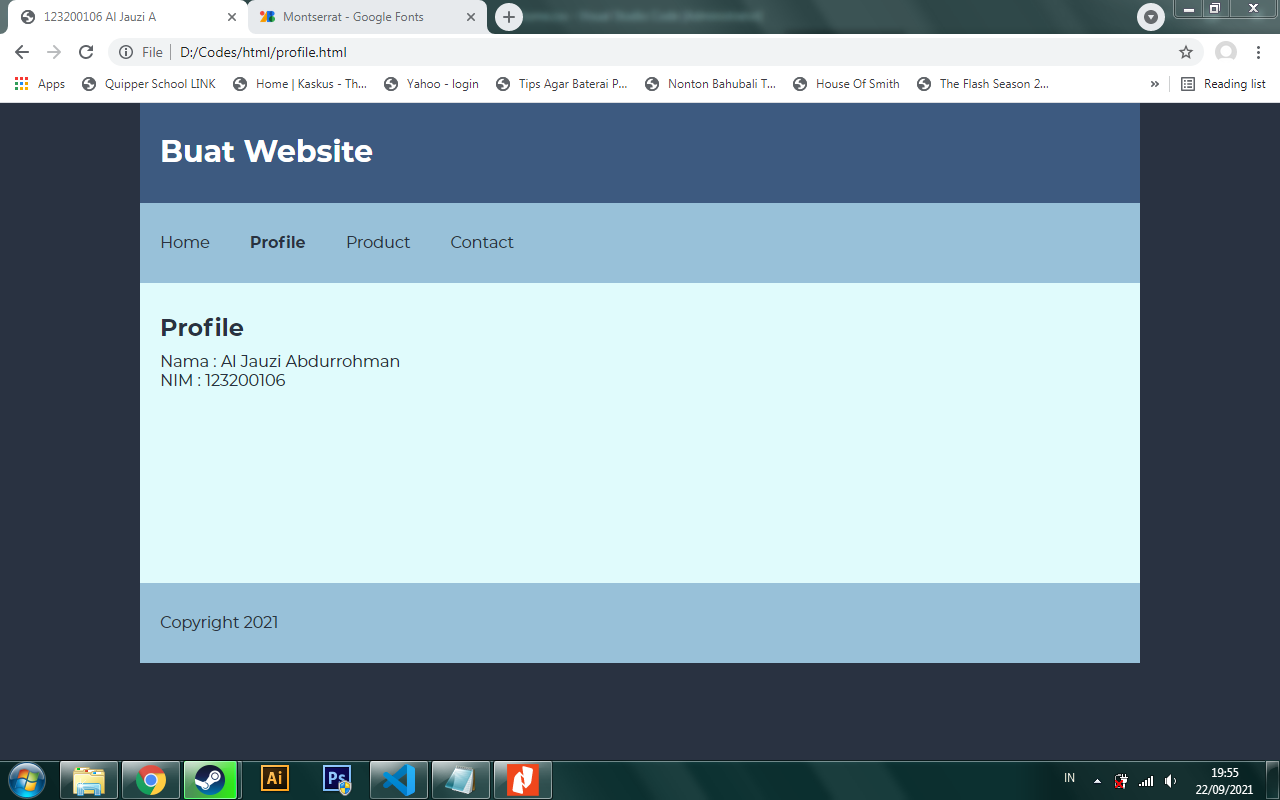 123200106 Al Jauzi A
Montserrat - Google Fonts
File
D:/Codes/html/profile.html
Apps
Quipper School LINK
Home | Kaskus - Th...
Yahoo - login
Tips Agar Baterai P...
Nonton Bahubali T...
House Of Smith
The Flash Season 2...
»
Reading list
Buat Website
Home
Profile
Product
Contact
Profile
Nama : Al Jauzi Abdurrohman
NIM : 123200106
Copyright 2021
Ai
Ps
IN
19:55
22/09/2021